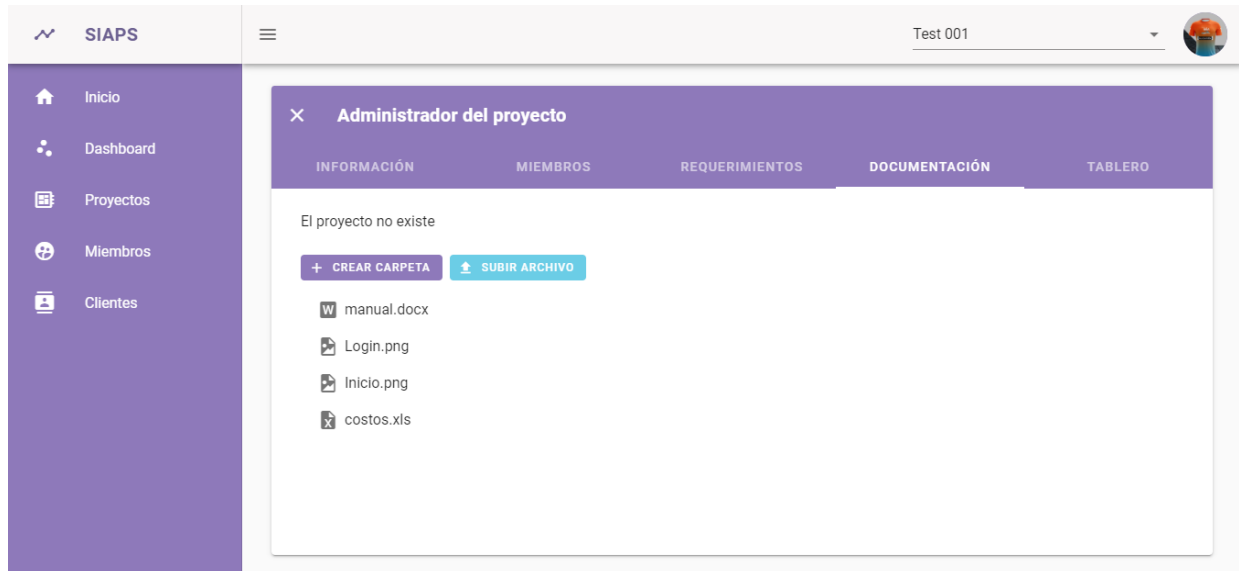 SIAPS
Test 001
Inicio
Dashboard
Proyectos
Miembros
Clientes
Administrador del proyecto
INFORMACIÓN MIEMBROS REQUERIMIENTOS DOCUMENTACIÓN TABLERO
El proyecto no existe
CREAR CARPETA SUBIR ARCHIVO
manual.docx
Login.png
Inicio.png
costos.xls